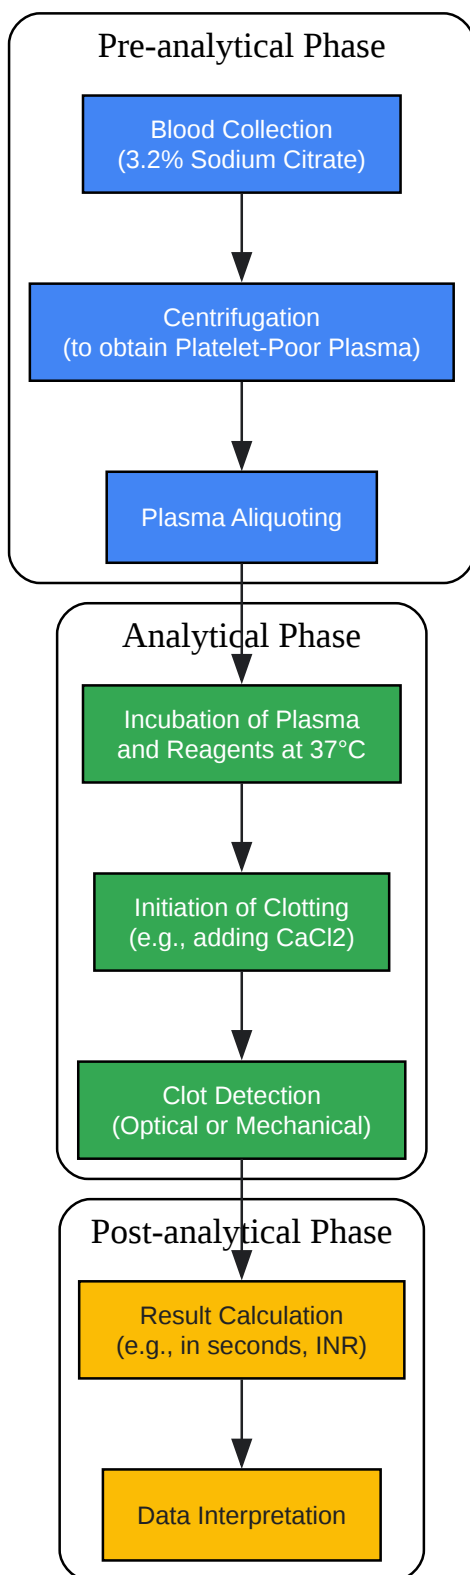 Pre-analytical Phase
Blood Collection
(3.2% Sodium Citrate)
Centrifugation
(to obtain Platelet-Poor Plasma)
Plasma Aliquoting
Analytical Phase
Incubation of Plasma
and Reagents at 37°C
Initiation of Clotting
(e.g., adding CaCl2)
Clot Detection
(Optical or Mechanical)
Post-analytical Phase
Result Calculation
(e.g., in seconds, INR)
Data Interpretation